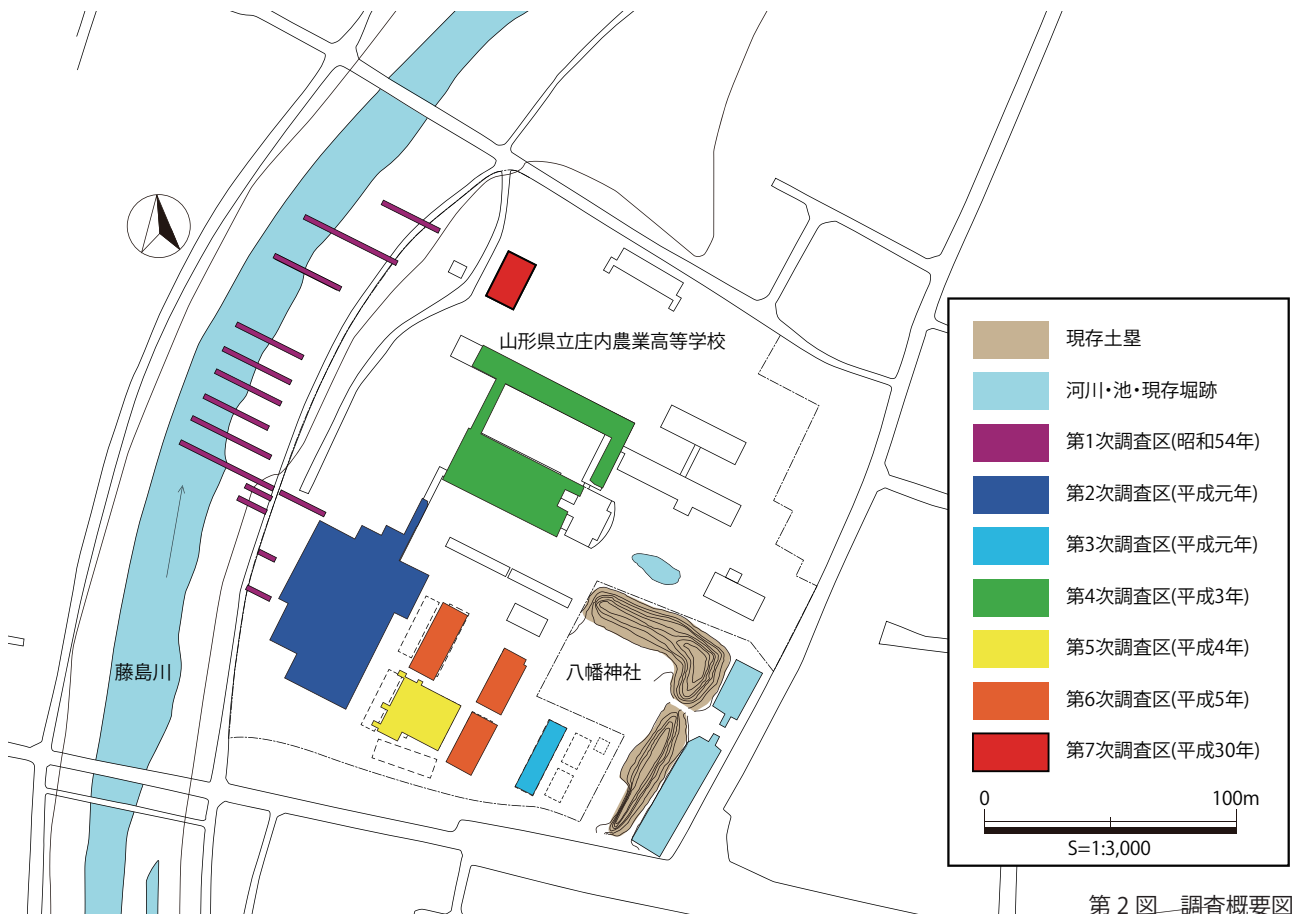 山形県立庄内農業高等学校
藤島川
八幡神社
現存土塁
河川・池・現存堀跡
第1次調査区(昭和54年)
第2次調査区(平成元年)
第3次調査区(平成元年)
第4次調査区(平成3年)
第5次調査区(平成4年)
第6次調査区(平成5年)
第7次調査区(平成30年)
0 100m
S=1:3,000
第2図 調査概要図